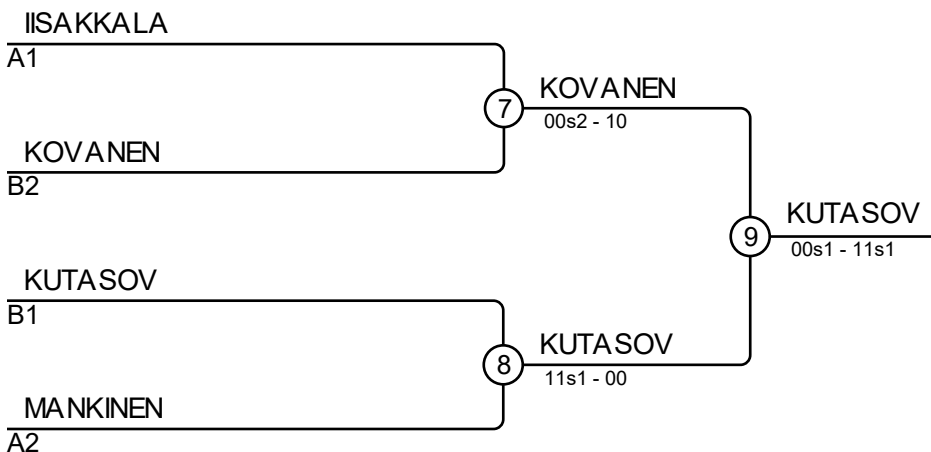 IISAKKALA
A1
7
KOVANEN
00s2 - 10
KOVANEN
B2
9
KUTASOV
00s1 - 11s1
KUTASOV
B1
8
KUTASOV
11s1 - 00
MANKINEN
A2